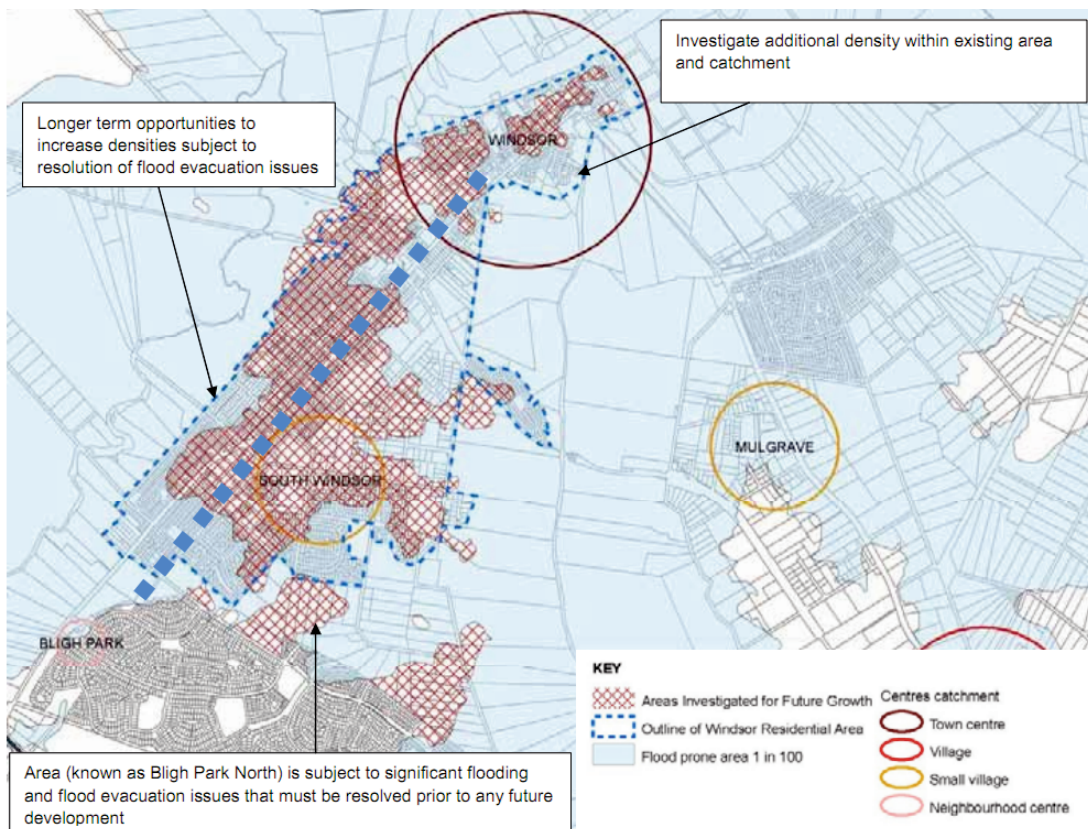 Investigate additional density within existing area
and catchment
Longer term opportunities to
increase densities subject to
resolution of flood evacuation issues
WINDSOR
SOUTH WINDSOR
MULGRAVE
BLIGH PARK
KEY
Areas Investigated for Future Growth
Outline of Windsor Residential Area
Flood prone area 1 in 100
Centres catchment
Town centre
Village
Small village
Neighbourhood centre
Area (known as Bligh Park North) is subject to significant flooding
and flood evacuation issues that must be resolved prior to any future
development